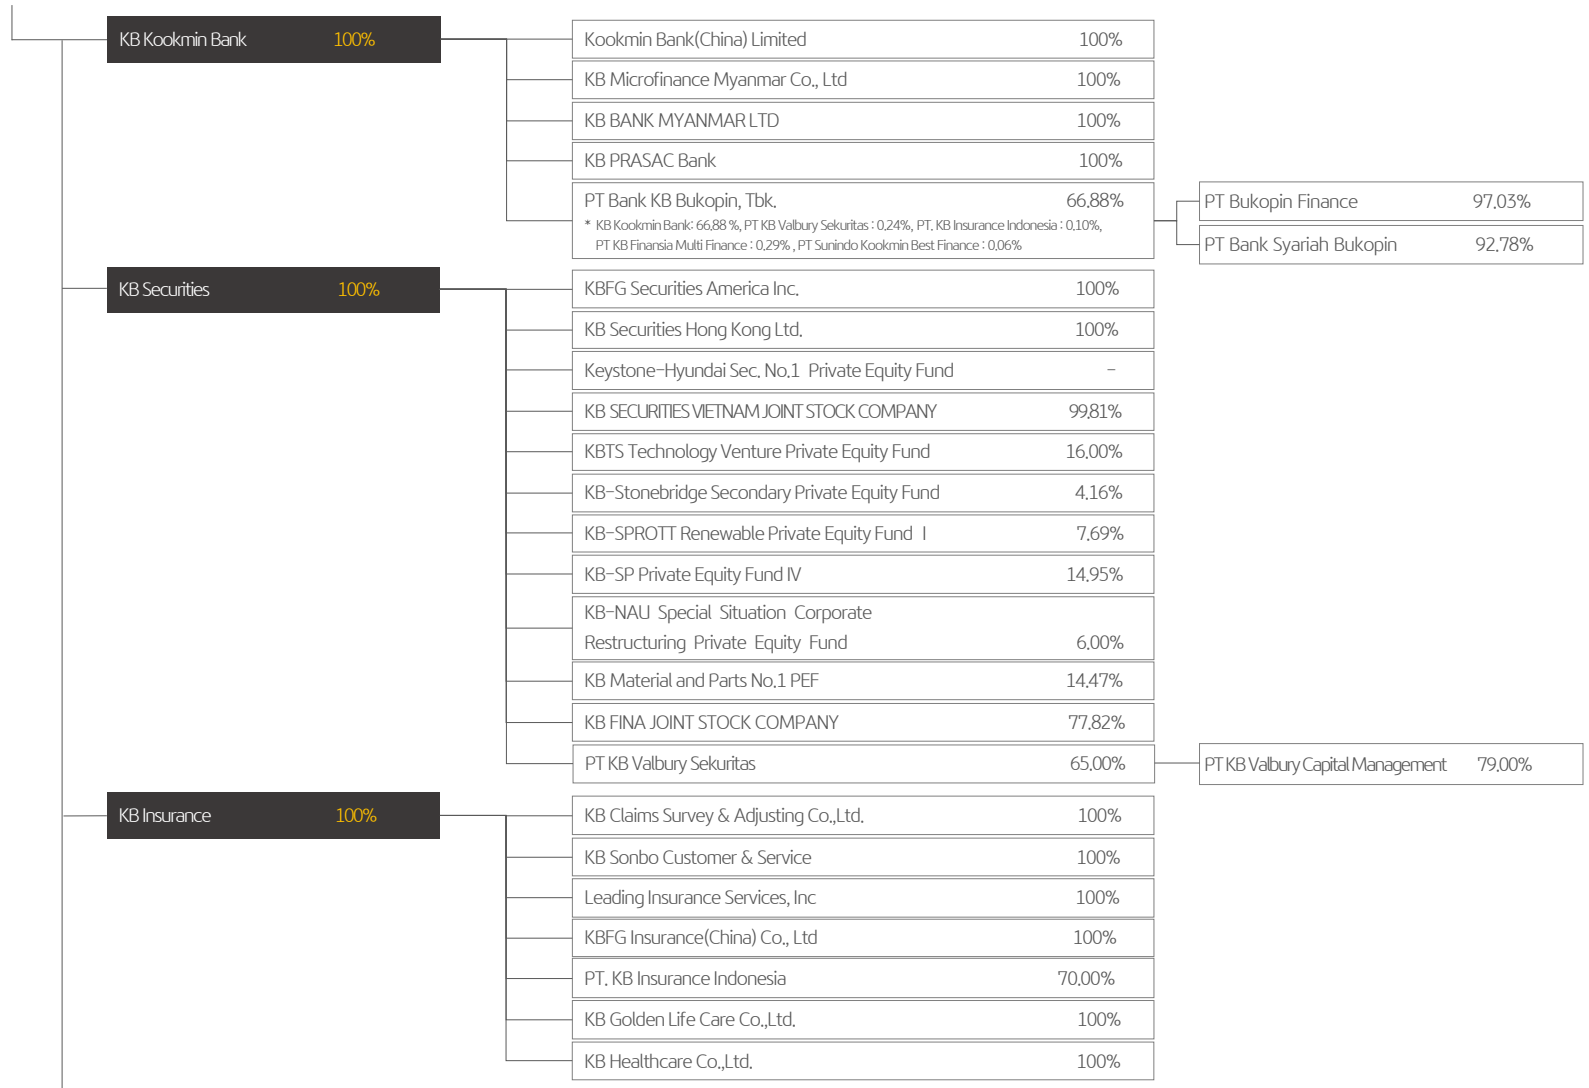 KB Kookmin Bank 100%
Kookmin Bank(China) Limited 100%
KB Microfinance Myanmar Co., Ltd 100%
KB BANK MYANMAR LTD 100%
KB PRASAC Bank 100%
PT Bank KB Bukopin, Tbk. 66.88%
* KB Kookmin Bank: 66.88 %, PT KB Valbury Sekuritas : 0.24%, PT. KB Insurance Indonesia : 0.10%,
PT KB Finansia Multi Finance : 0.29% , PT Sunindo Kookmin Best Finance : 0.06%
PT Bukopin Finance 97.03%
PT Bank Syariah Bukopin 92.78%
KB Securities 100%
KBFG Securities America Inc. 100%
KB Securities Hong Kong Ltd. 100%
Keystone-Hyundai Sec. No.1 Private Equity Fund -
KB SECURITIES VIETNAM JOINT STOCK COMPANY 99.81%
KBTS Technology Venture Private Equity Fund 16.00%
KB-Stonebridge Secondary Private Equity Fund 4.16%
KB-SPROTT Renewable Private Equity Fund Ⅰ 7.69%
KB-SP Private Equity Fund IV 14.95%
KB-NAU Special Situation Corporate
Restructuring Private Equity Fund 6.00%
KB Material and Parts No.1 PEF 14.47%
KB FINA JOINT STOCK COMPANY 77.82%
PT KB Valbury Sekuritas 65.00%
PT KB Valbury Capital Management 79.00%
KB Insurance 100%
KB Claims Survey & Adjusting Co.,Ltd. 100%
KB Sonbo Customer & Service 100%
Leading Insurance Services, Inc 100%
KBFG Insurance(China) Co., Ltd 100%
PT. KB Insurance Indonesia 70.00%
KB Golden Life Care Co.,Ltd. 100%
KB Healthcare Co.,Ltd. 100%